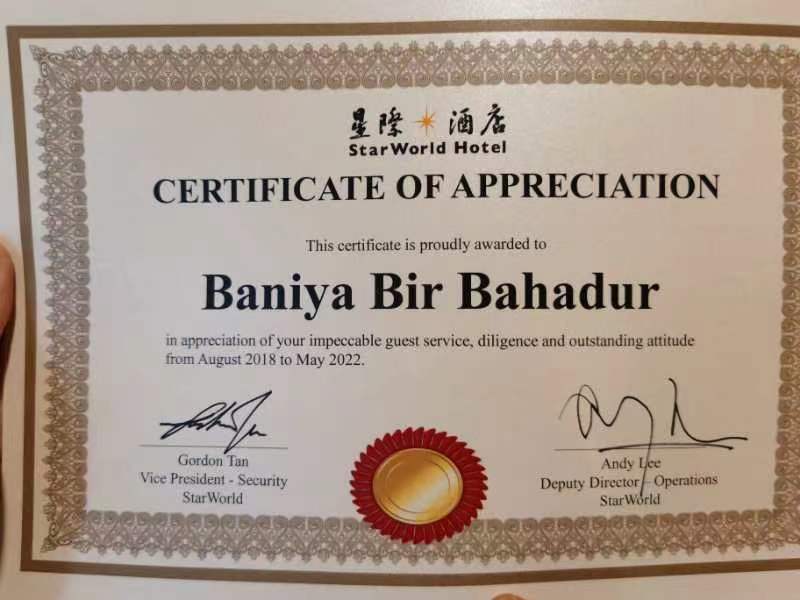 星際酒店
StarWorld Hotel
CERTIFICATE OF APPRECIATION
This certificate is proudly awarded to
Baniya Bir Bahadur
in appreciation of your impeccable guest service, diligence and outstanding attitude
from August 2018 to May 2022.
Gordon Tan
Vice President - Security
StarWorld
Andy Lee
Deputy Director - Operations
StarWorld